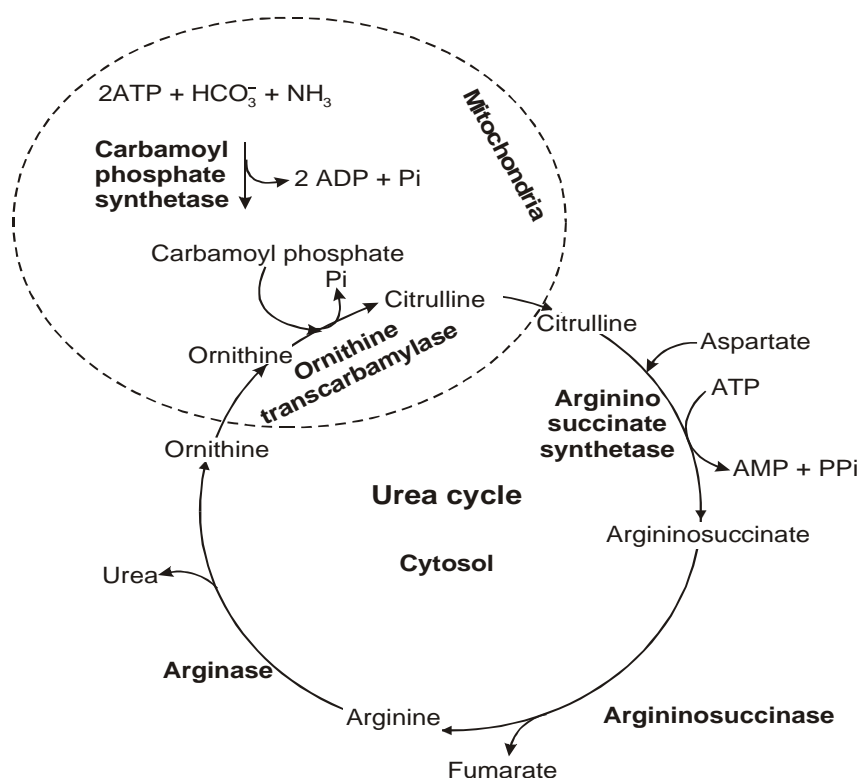 2ATP + HCO₃⁻ + NH₃
Mitochondria
Carbamoyl
phosphate
synthetase
2 ADP + Pi
Carbamoyl phosphate
Pi
Citrulline
Citrulline
Ornithine
Ornithine
transcarbamylase
Aspartate
ATP
Arginino
succinate
synthetase
Ornithine
AMP + PPi
Urea cycle
Argininosuccinate
Cytosol
Urea
Arginase
Arginine
Argininosuccinase
Fumarate